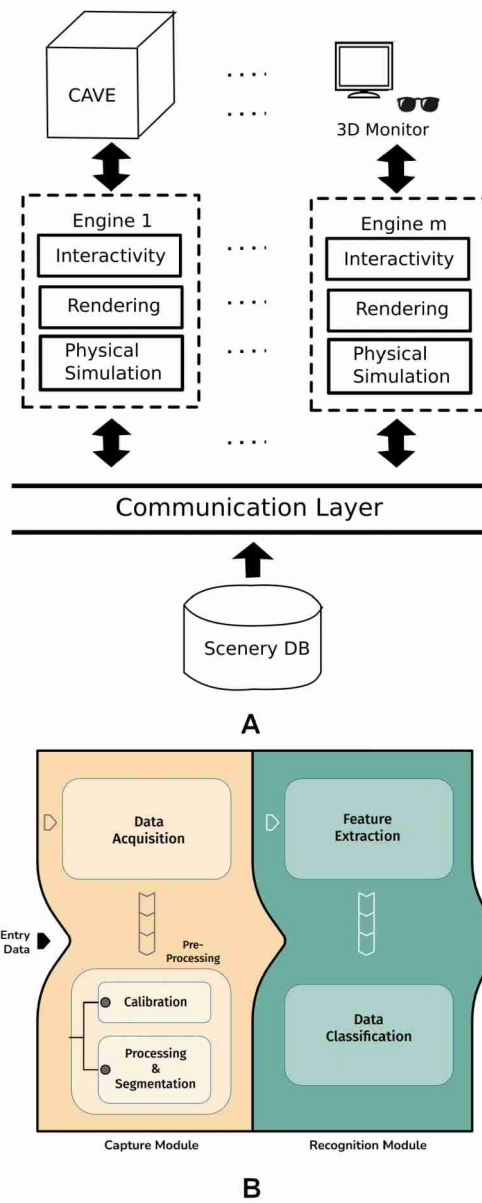 CAVE
3D Monitor
Engine 1
Interactivity
Rendering
Physical
Simulation
Engine m
Interactivity
Rendering
Physical
Simulation
Communication Layer
Scenery DB
A
Data
Acquisition
Feature
Extraction
Entry
Data
Pre-
Processing
Calibration
Processing
&
Segmentation
Data
Classification
Capture Module
Recognition Module
B